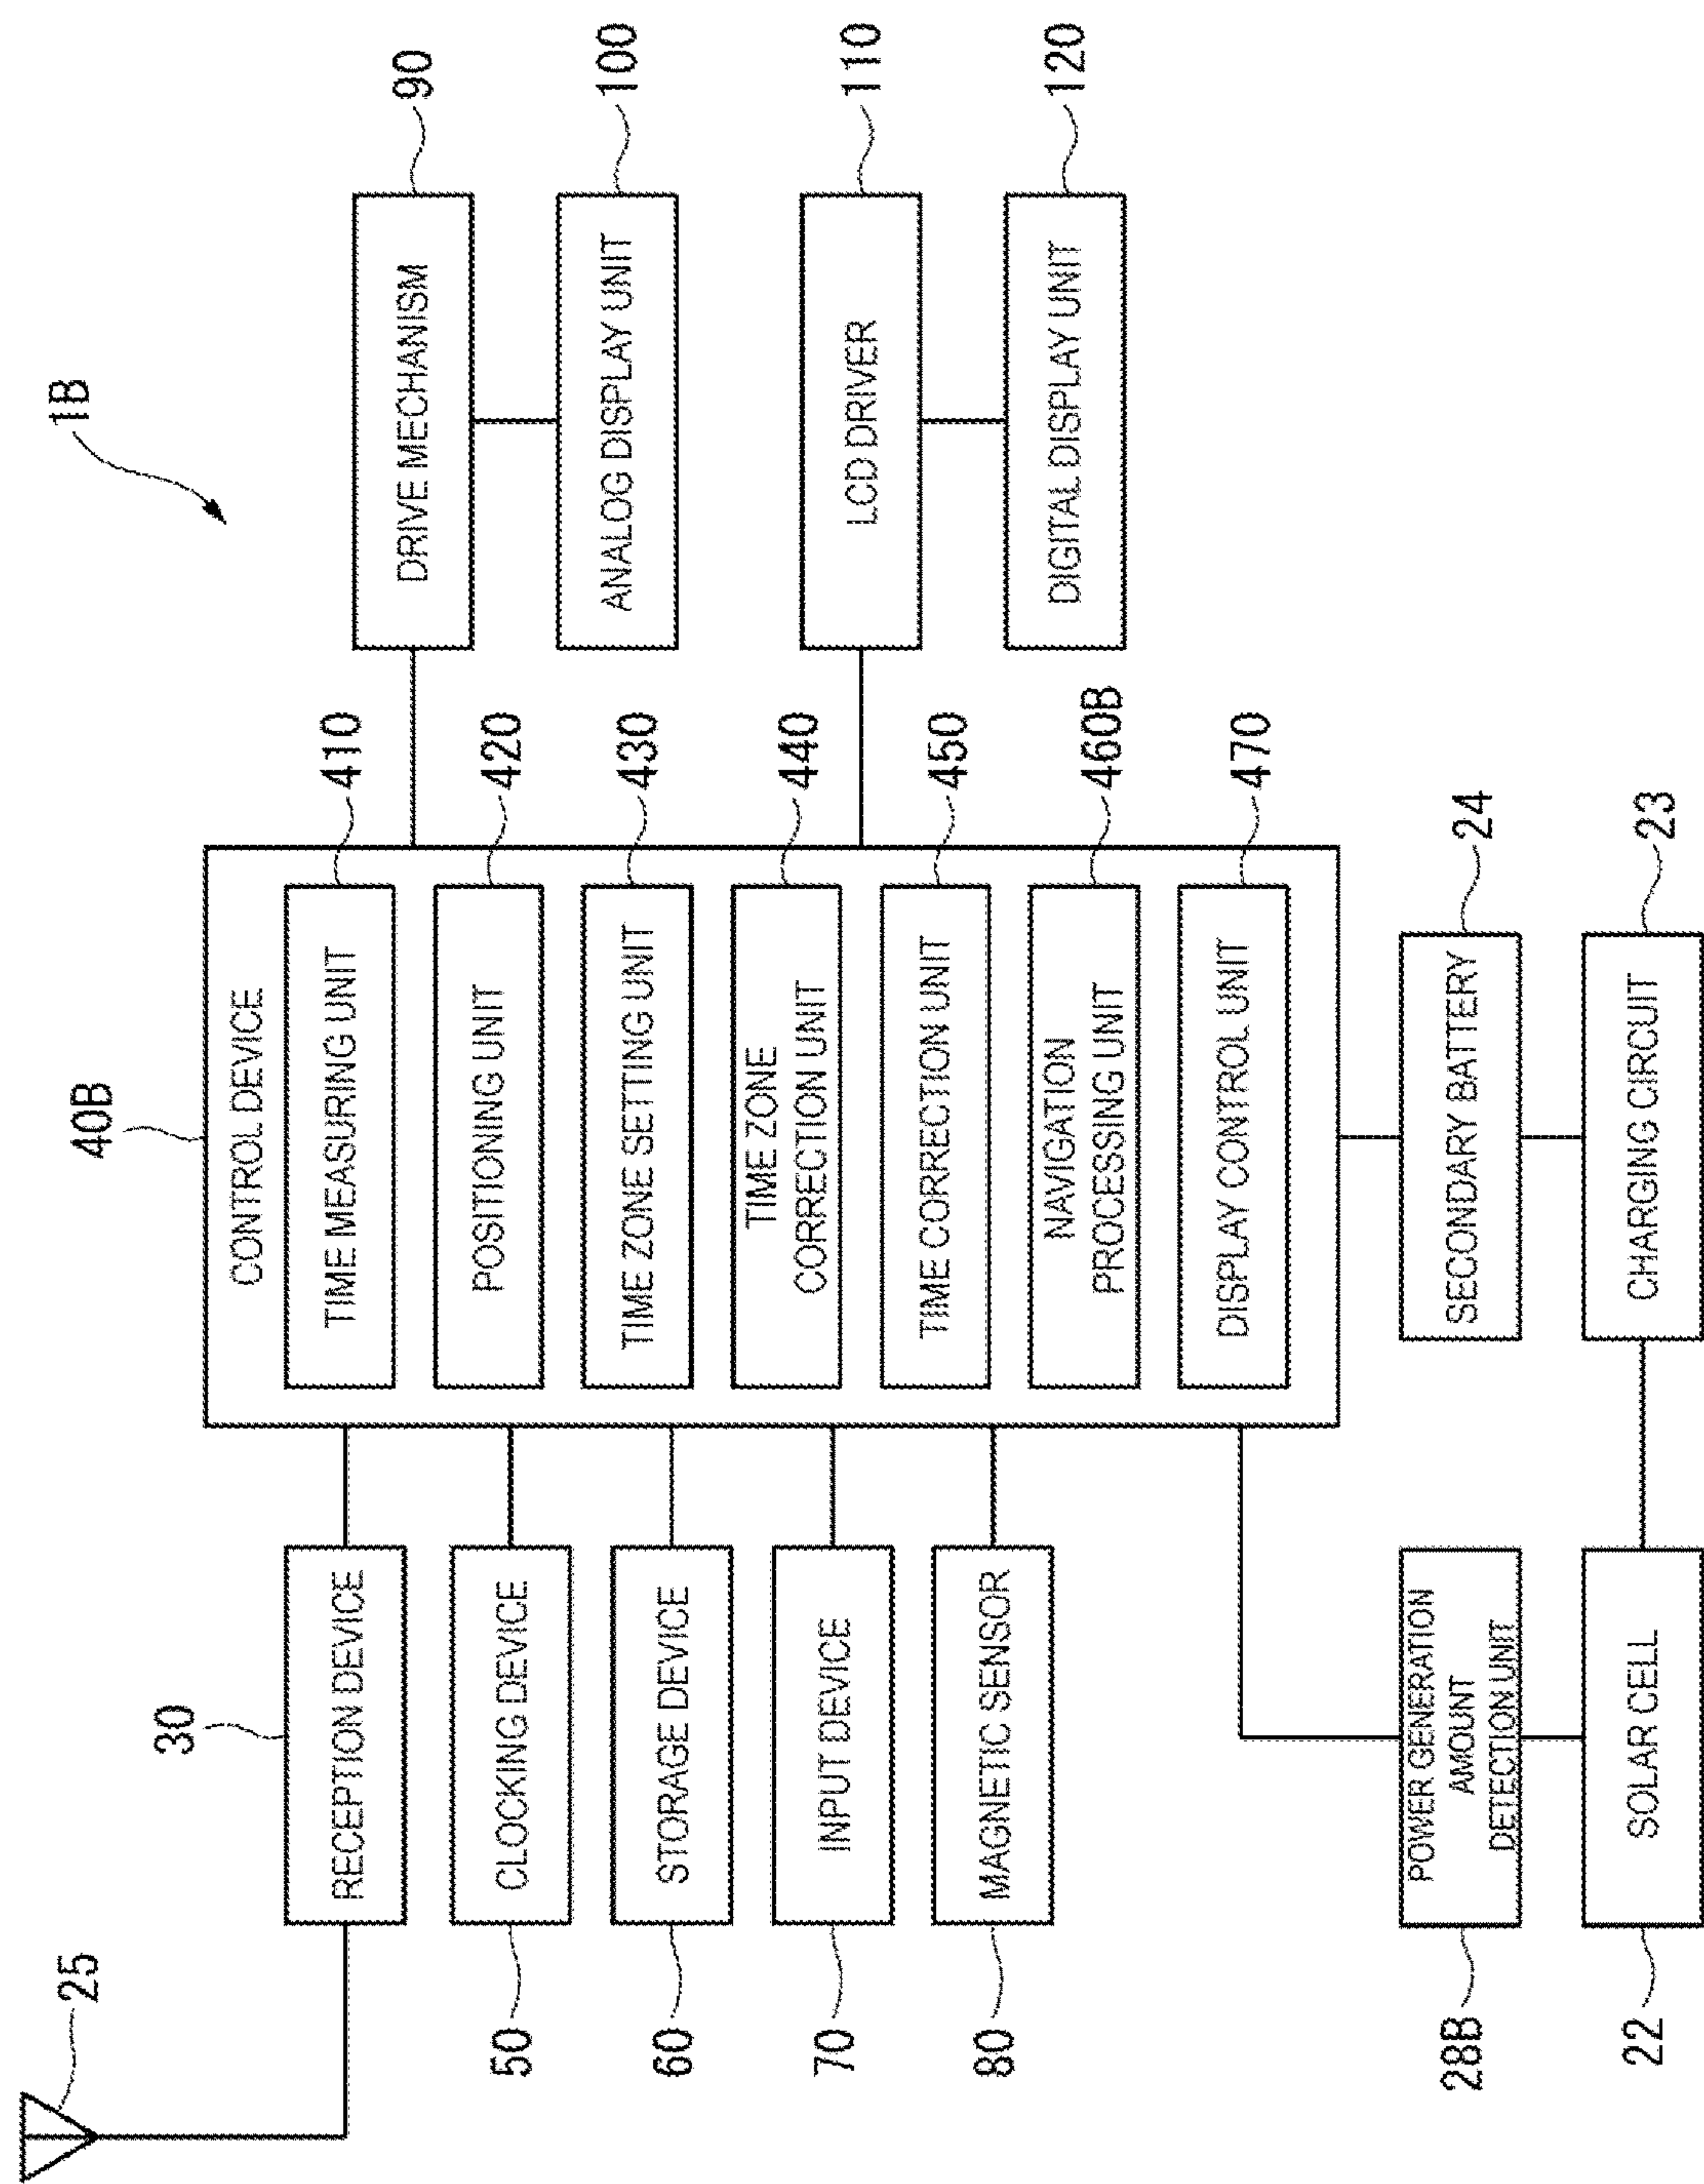 1B
25
30
RECEPTION DEVICE
50
CLOCKING DEVICE
60
STORAGE DEVICE
70
INPUT DEVICE
80
MAGNETIC SENSOR
28B
POWER GENERATION
AMOUNT
DETECTION UNIT
22
SOLAR CELL
40B
CONTROL DEVICE
TIME MEASURING UNIT
410
POSITIONING UNIT
420
TIME ZONE SETTING UNIT
430
TIME ZONE
CORRECTION UNIT
440
TIME CORRECTION UNIT
450
NAVIGATION
PROCESSING UNIT
460B
DISPLAY CONTROL UNIT
470
SECONDARY BATTERY
24
CHARGING CIRCUIT
23
DRIVE MECHANISM
90
ANALOG DISPLAY UNIT
100
LCD DRIVER
110
DIGITAL DISPLAY UNIT
120